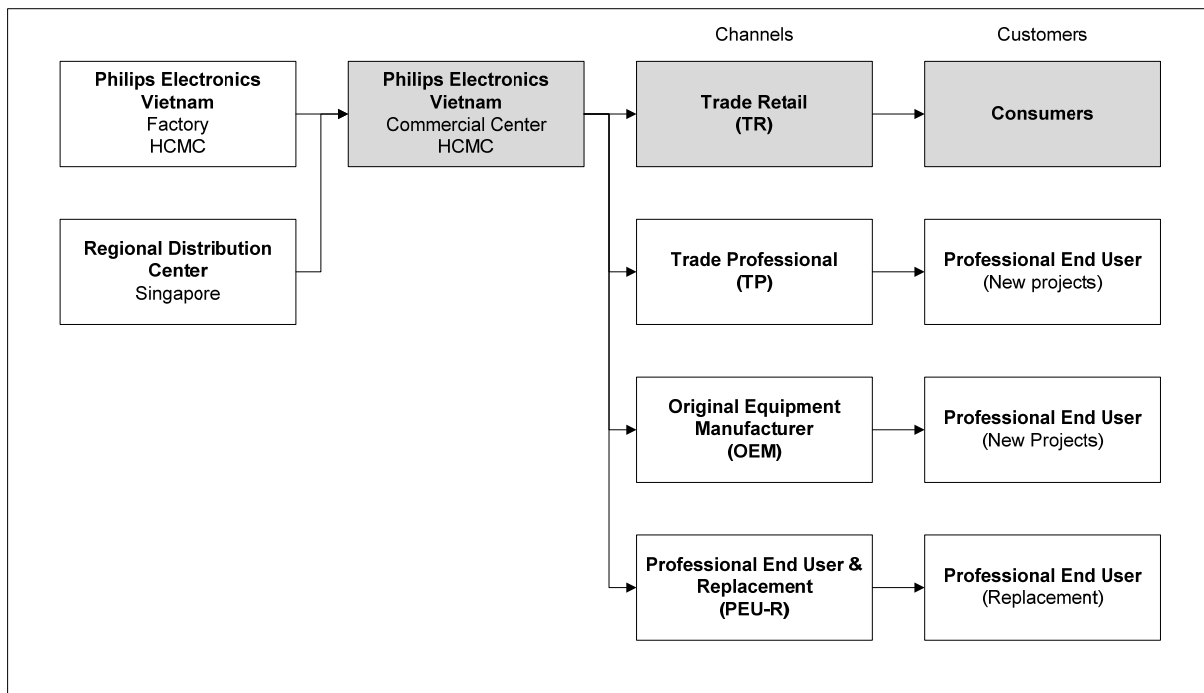 Channels
Customers
Philips Electronics
Vietnam
Factory
HCMC
Philips Electronics
Vietnam
Commercial Center
HCMC
Trade Retail
(TR)
Consumers
Regional Distribution
Center
Singapore
Trade Professional
(TP)
Professional End User
(New projects)
Original Equipment
Manufacturer
(OEM)
Professional End User
(New Projects)
Professional End User &
Replacement
(PEU-R)
Professional End User
(Replacement)